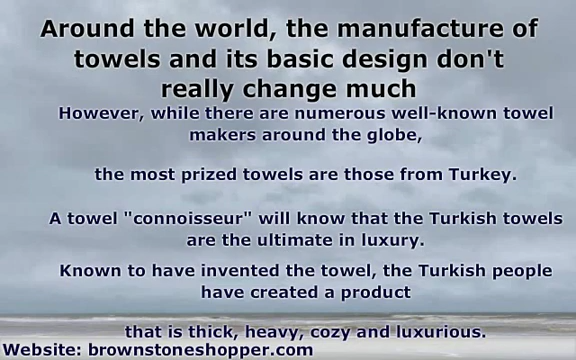 Around the world, the manufacture of
towels and its basic design don't
really change much
However, while there are numerous well-known towel
makers around the globe,
the most prized towels are those from Turkey.
A towel "connoisseur" will know that the Turkish towels
are the ultimate in luxury.
Known to have invented the towel, the Turkish people
have created a product
that is thick, heavy, cozy and luxurious.
Website: brownstoneshopper.com